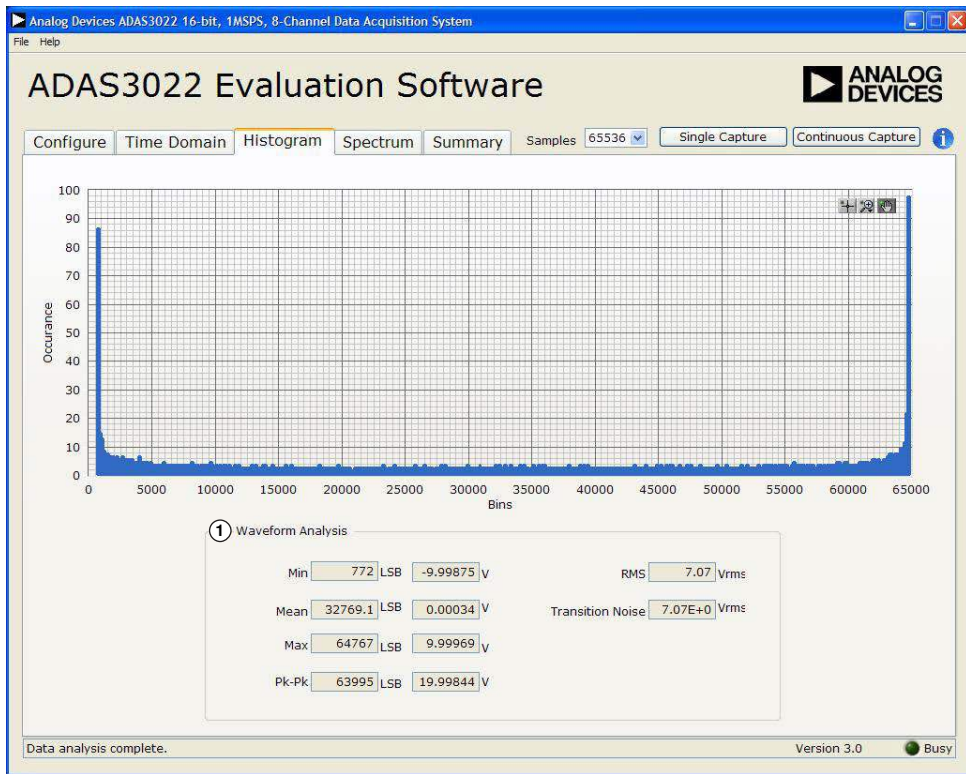 Analog Devices ADAS3022 16-bit, 1MSPS, 8-Channel Data Acquisition System
File Help
ADAS3022 Evaluation Software
ANALOG
DEVICES
Configure Time Domain Histogram Spectrum Summary Samples 65536 Single Capture Continuous Capture i
100
90
80
70
60
50
40
30
20
10
0
Occurance
0 5000 10000 15000 20000 25000 30000 35000 40000 45000 50000 55000 60000 65000
Bins
1 Waveform Analysis
Min 772 LSB -9.99875 V RMS 7.07 Vrms
Mean 32769.1 LSB 0.00034 V Transition Noise 7.07E+0 Vrms
Max 64767 LSB 9.99969 V
Pk-Pk 63995 LSB 19.99844 V
Data analysis complete. Version 3.0 Busy